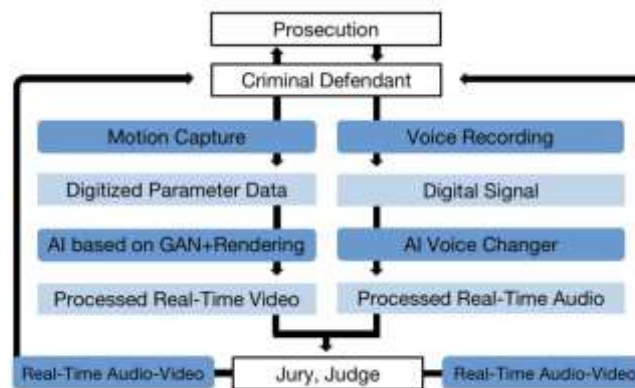 Prosecution
Criminal Defendant
Motion Capture
Voice Recording
Digitized Parameter Data
Digital Signal
AI based on GAN+Rendering
AI Voice Changer
Processed Real-Time Video
Processed Real-Time Audio
Real-Time Audio-Video
Jury, Judge
Real-Time Audio-Video